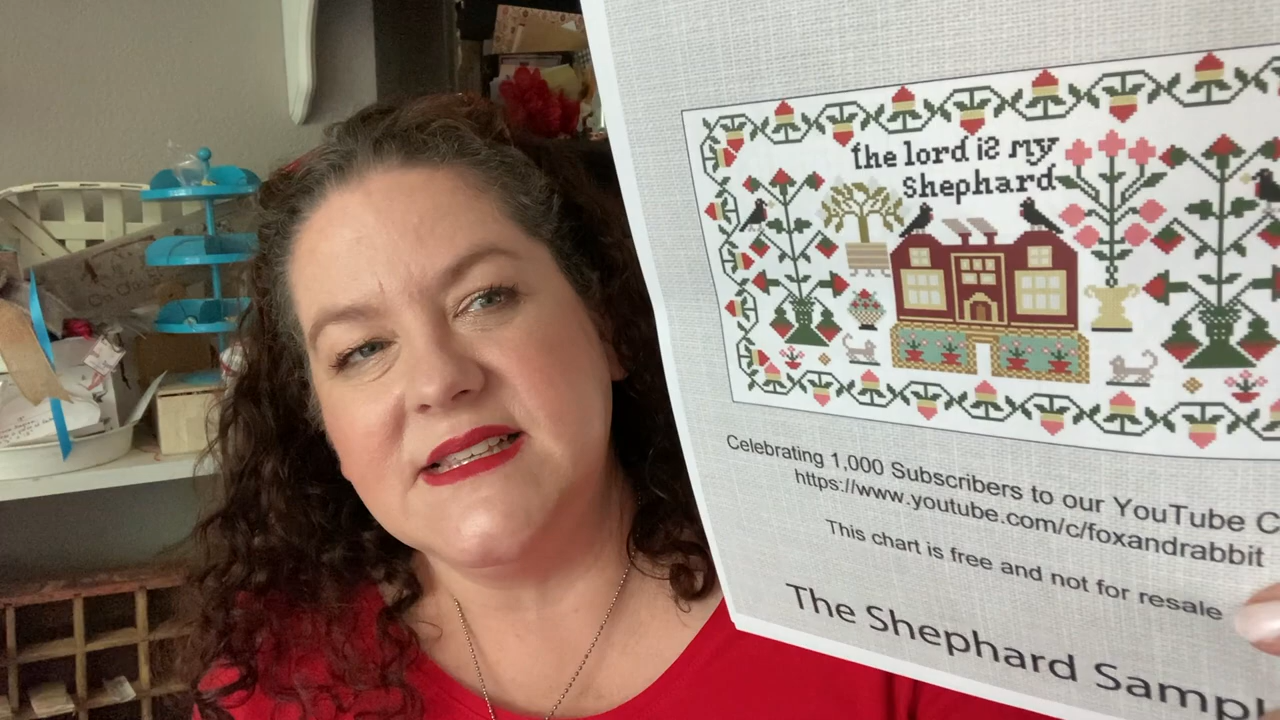 the lord is my
Shephard
Celebrating 1,000 Subscribers to our YouTube C
https://www.youtube.com/c/foxandrabbit
This chart is free and not for resale
The Shephard Sampl